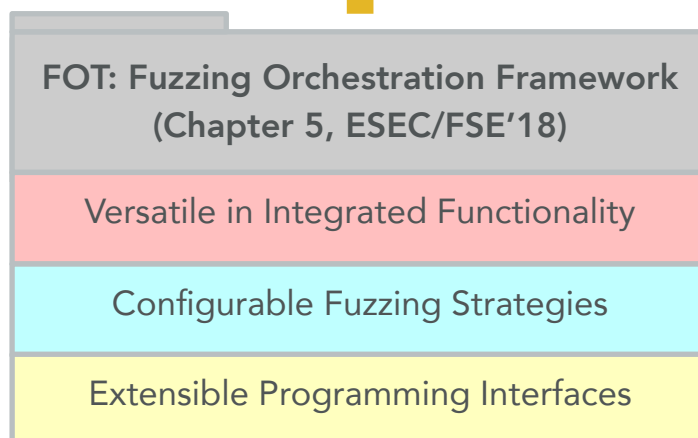 FOT: Fuzzing Orchestration Framework
(Chapter 5, ESEC/FSE’18)
Versatile in Integrated Functionality
Configurable Fuzzing Strategies
Extensible Programming Interfaces